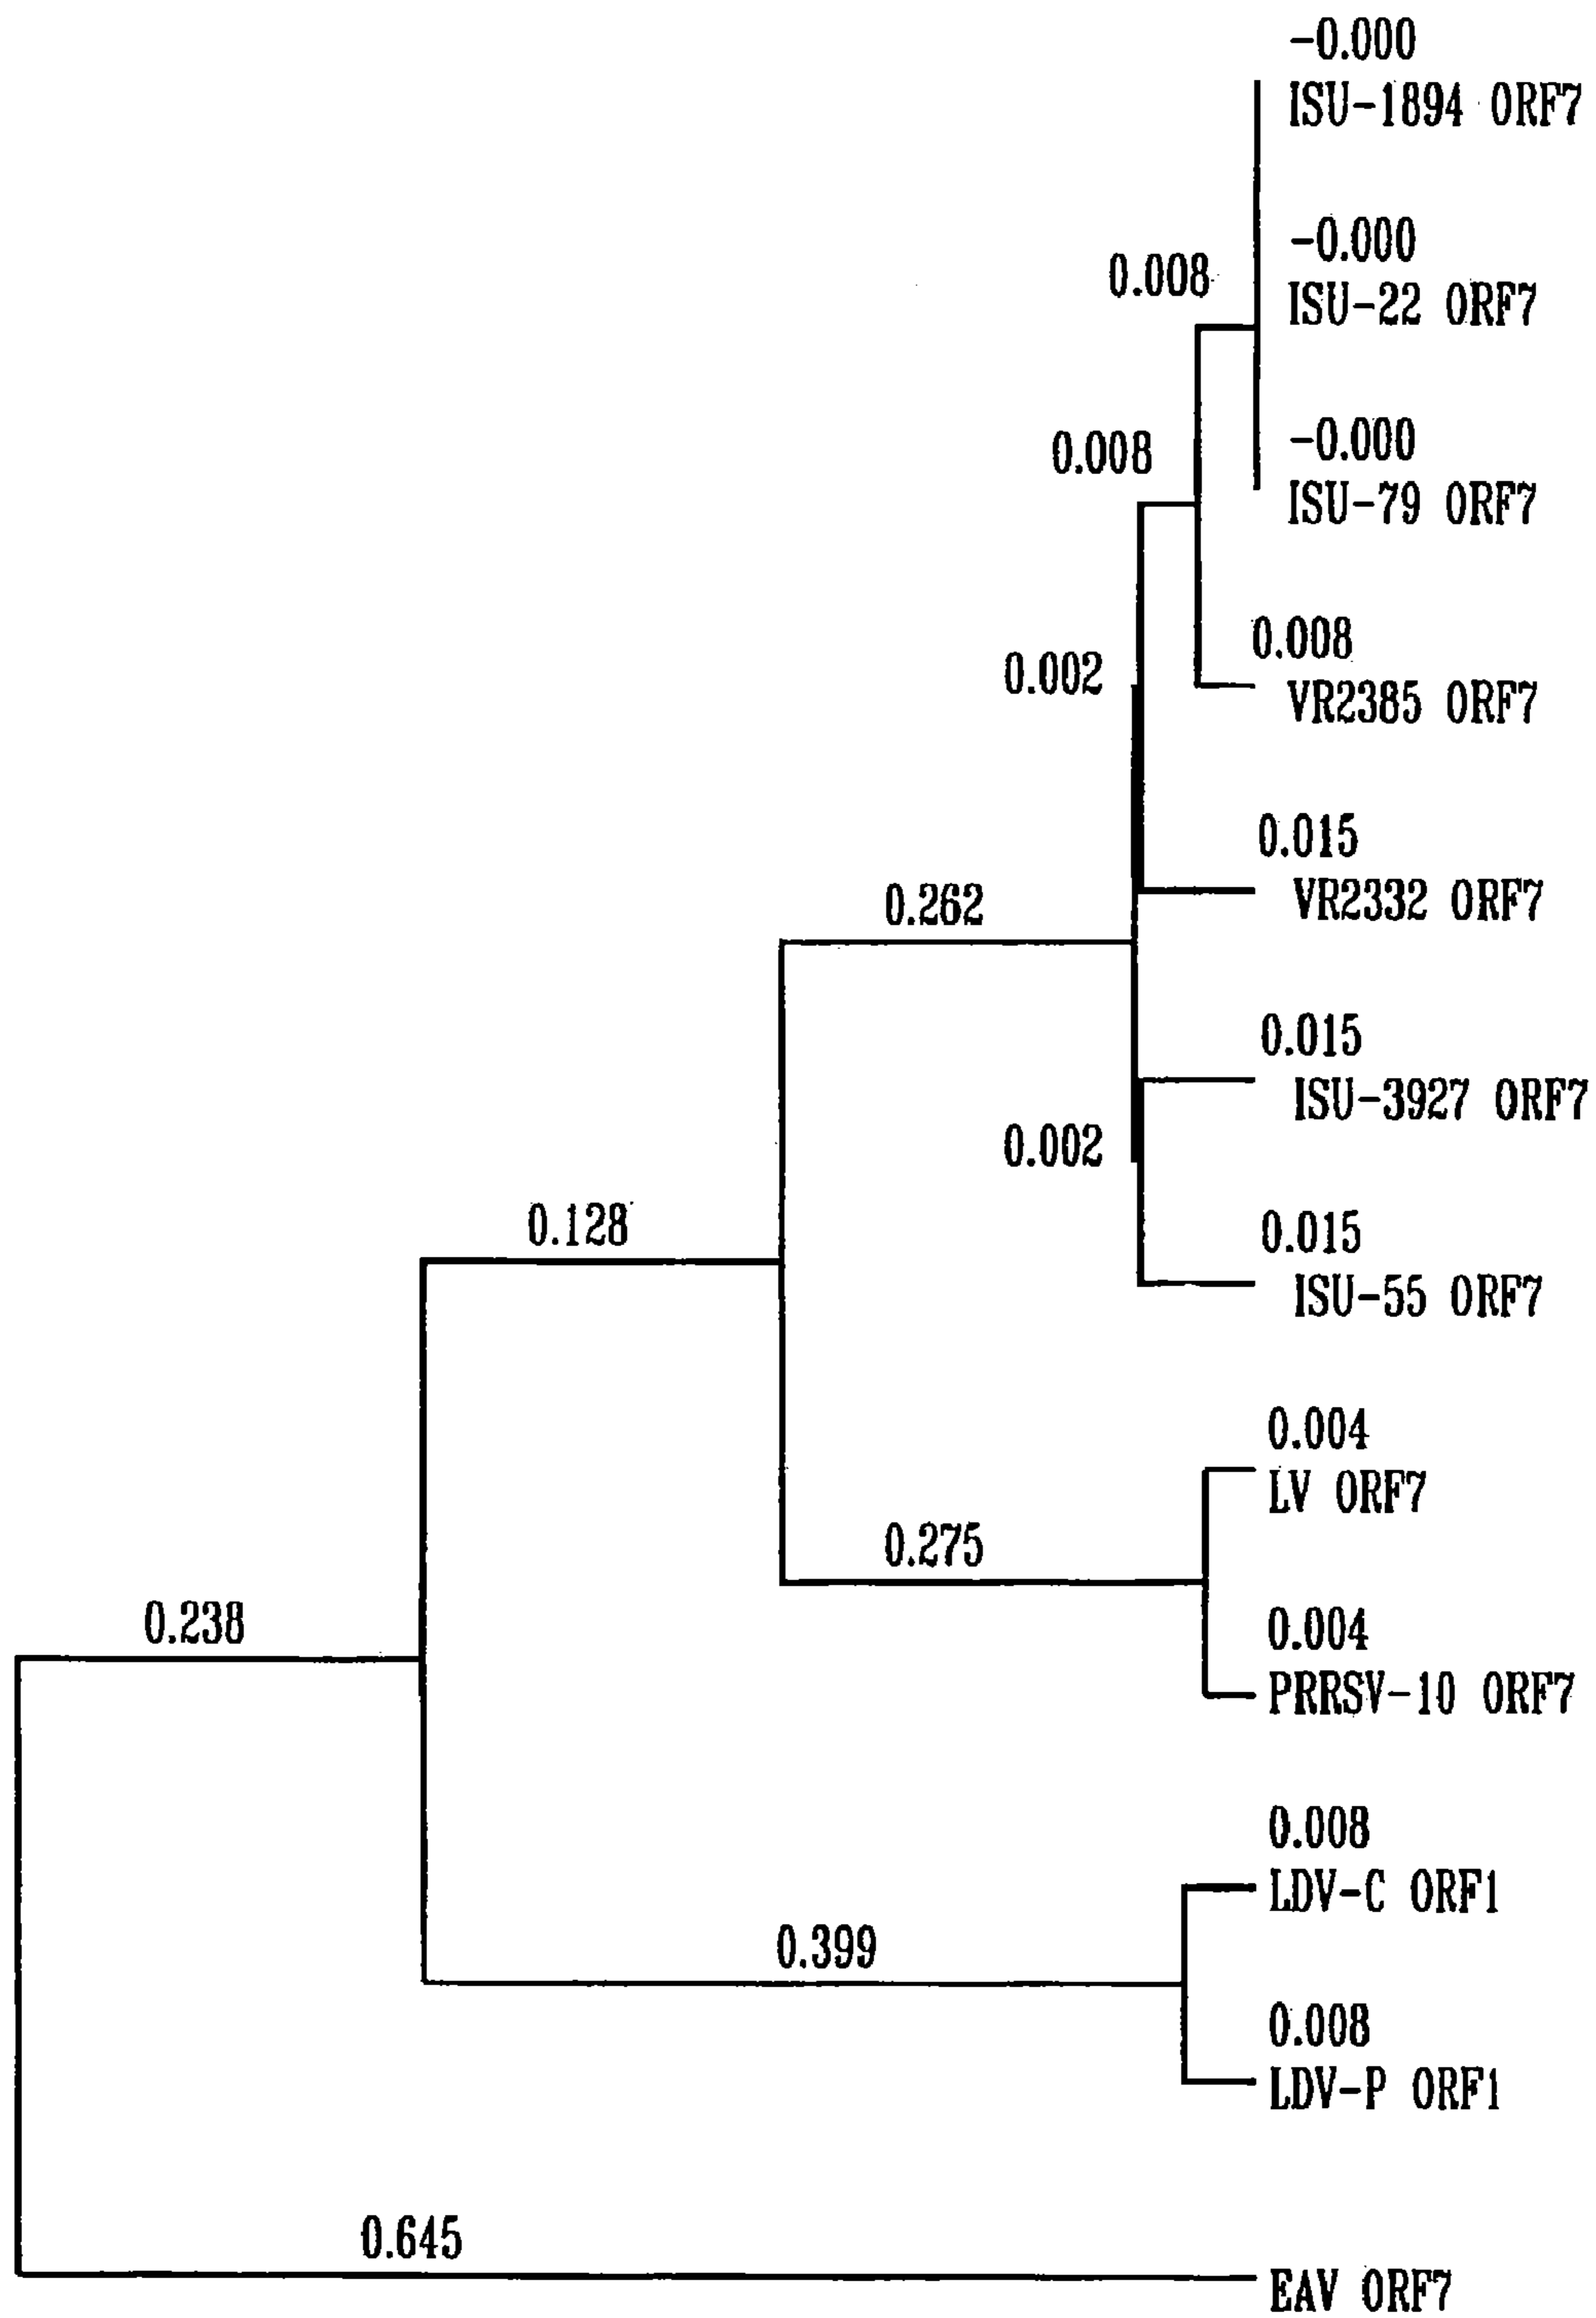 -0.000
ISU-1894 ORF7
-0.000
0.008
ISU-22 ORF7
-0.000
0.008
ISU-79 ORF7
0.008
0.002
VR2385 ORF7
0.015
0.262
VR2332 ORF7
0.015
ISU-3927 ORF7
0.002
0.128
0.015
ISU-55 ORF7
0.004
LV ORF7
0.275
0.238
0.004
PRRSV-10 ORF7
0.008
LDV-C ORF1
0.399
0.008
LDV-P ORF1
0.645
EAV ORF7